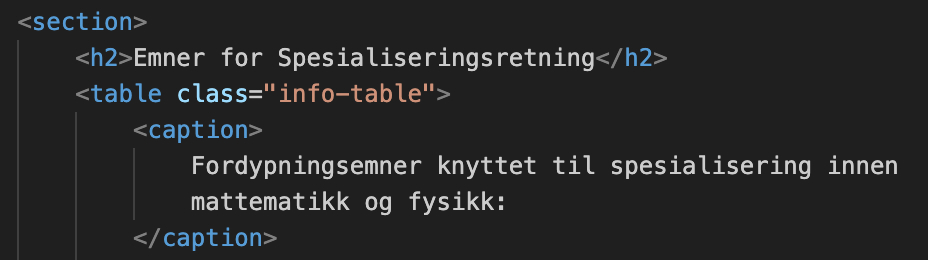 <section>
<h2>Emner for Spesialiseringsretning</h2>
<table class="info-table">
<caption>
Fordypningsemner knyttet til spesialisering innen
mattematikk og fysikk:
</caption>